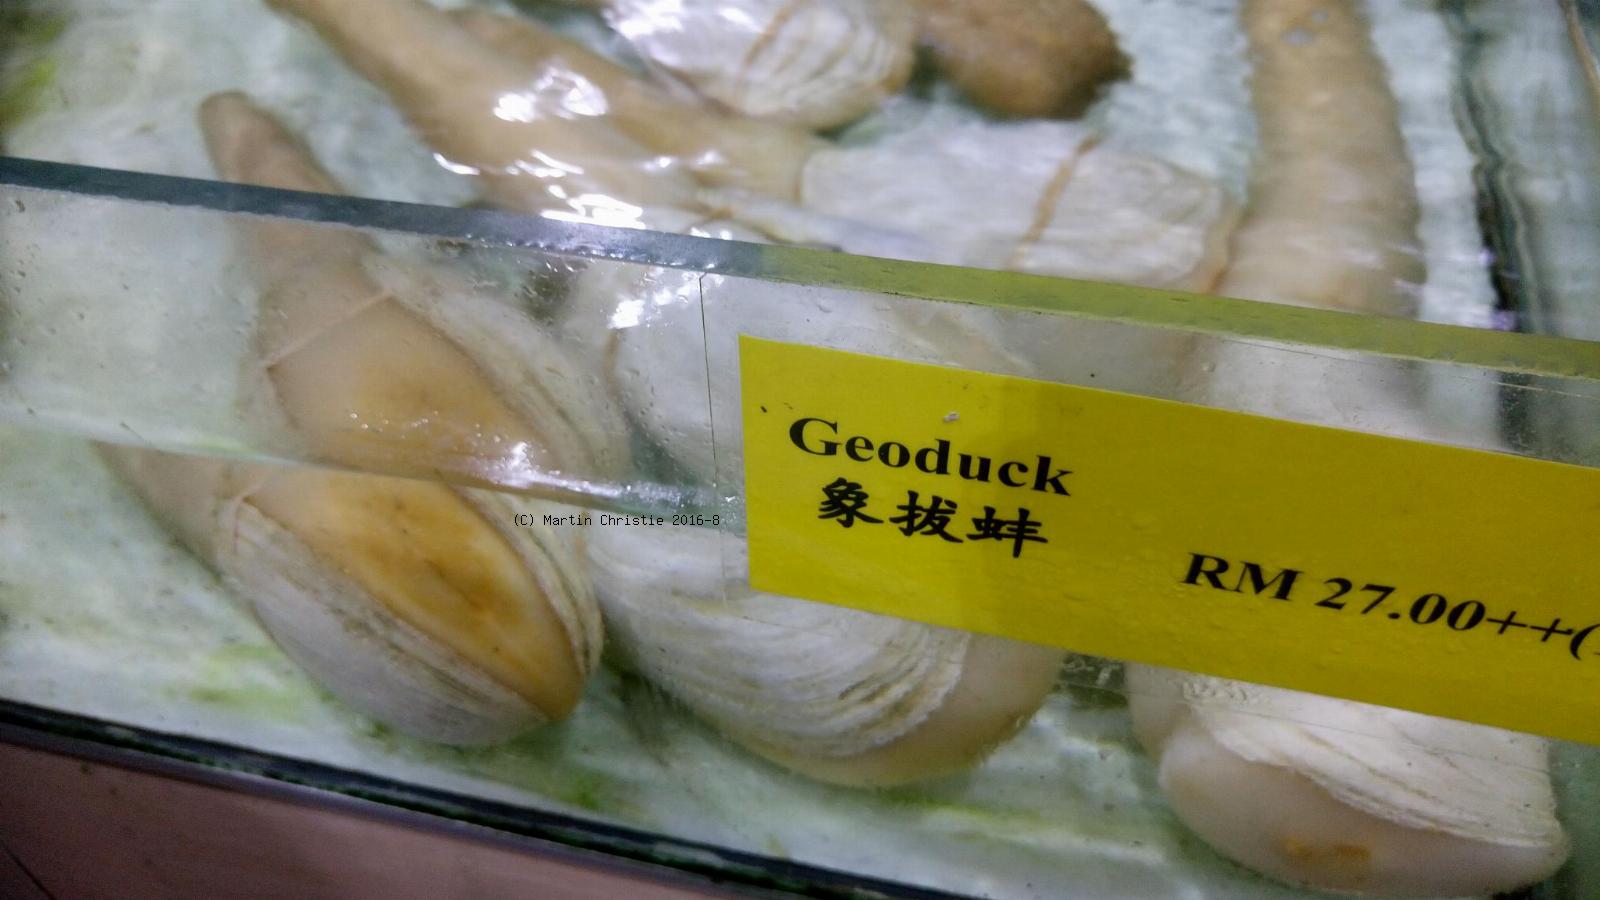 Geoduck
象拔蚌
RM 27.00++(
(C) Martin Christie 2016-8